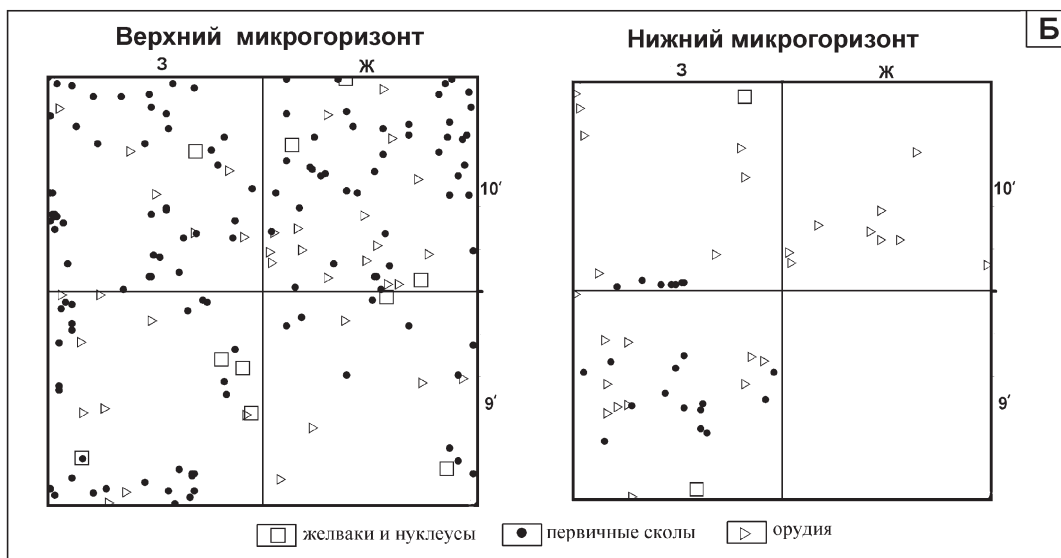 Б
Верхний микрогоризонт
Нижний микрогоризонт
З Ж
З Ж
10′
10′
9′
9′
желваки и нуклеусы первичные сколы орудия